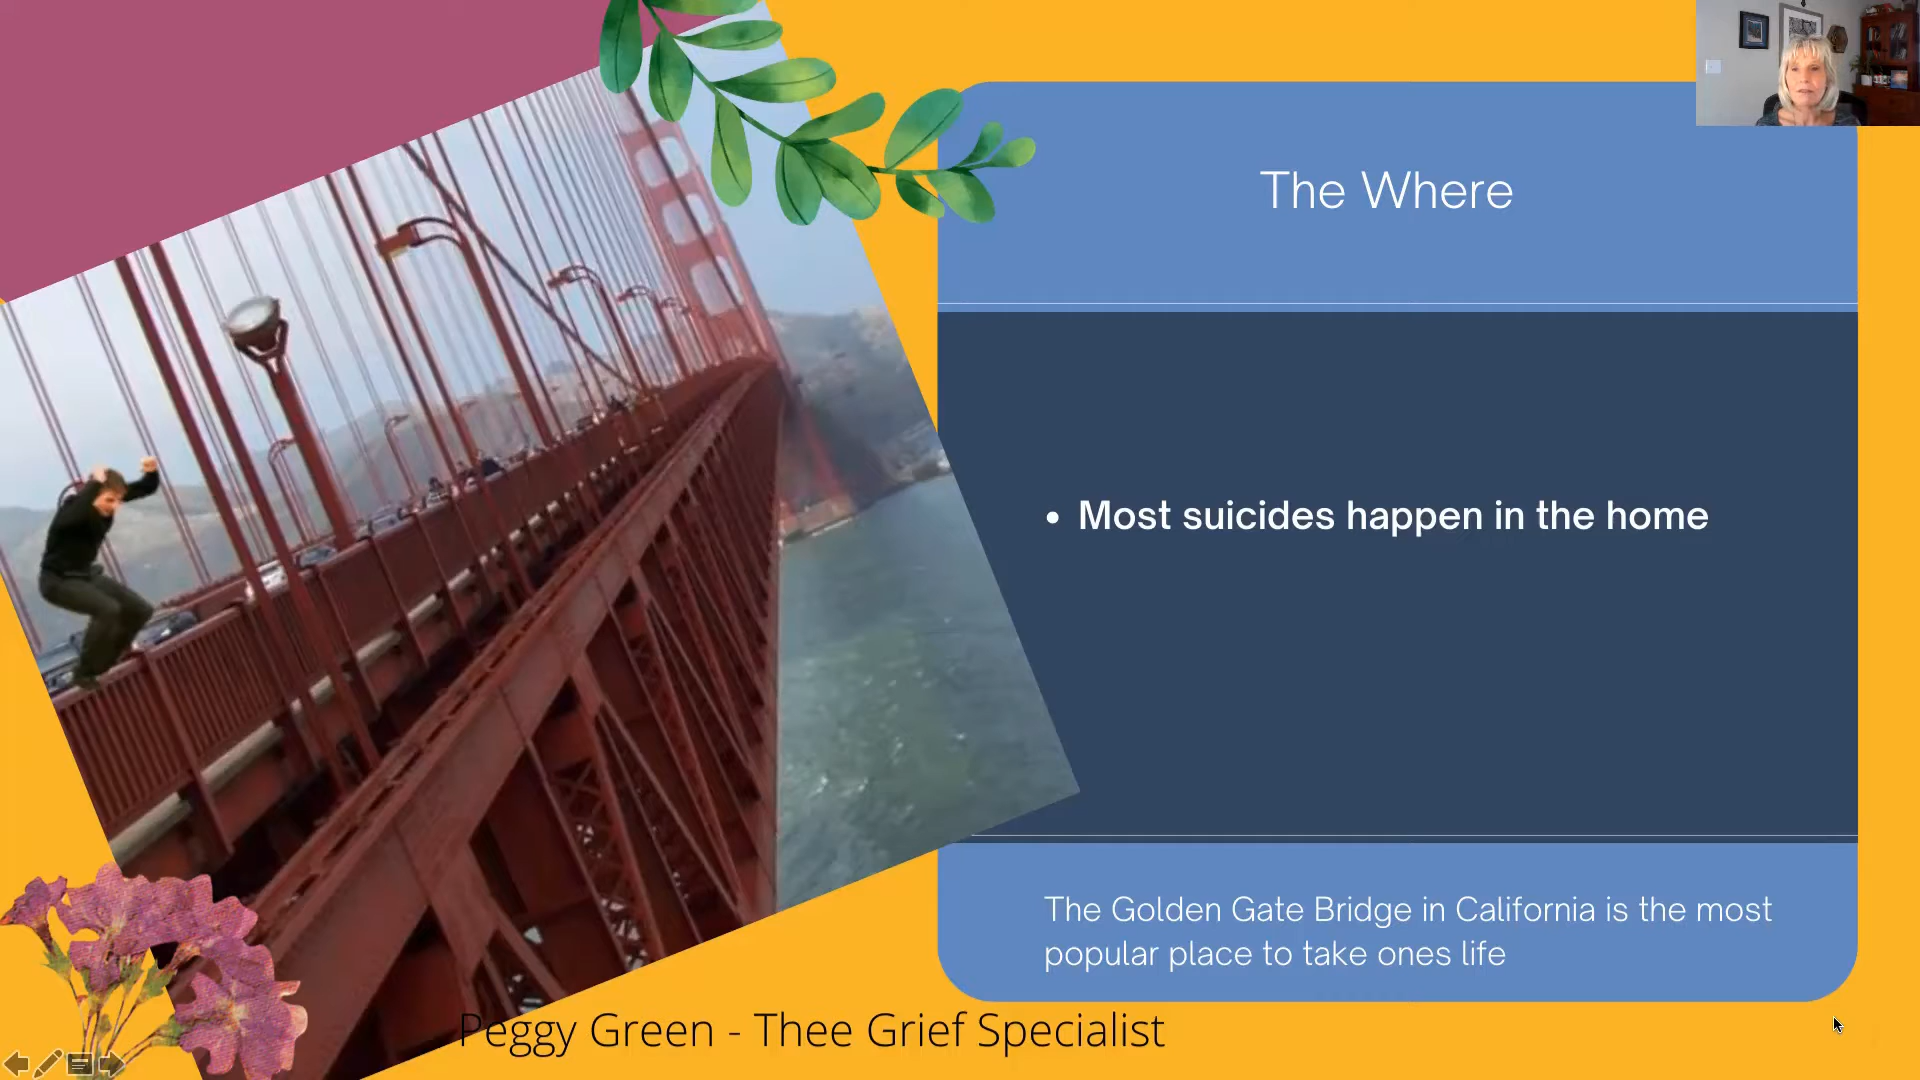 The Where
• Most suicides happen in the home
The Golden Gate Bridge in California is the most
popular place to take ones life
Peggy Green - Thee Grief Specialist